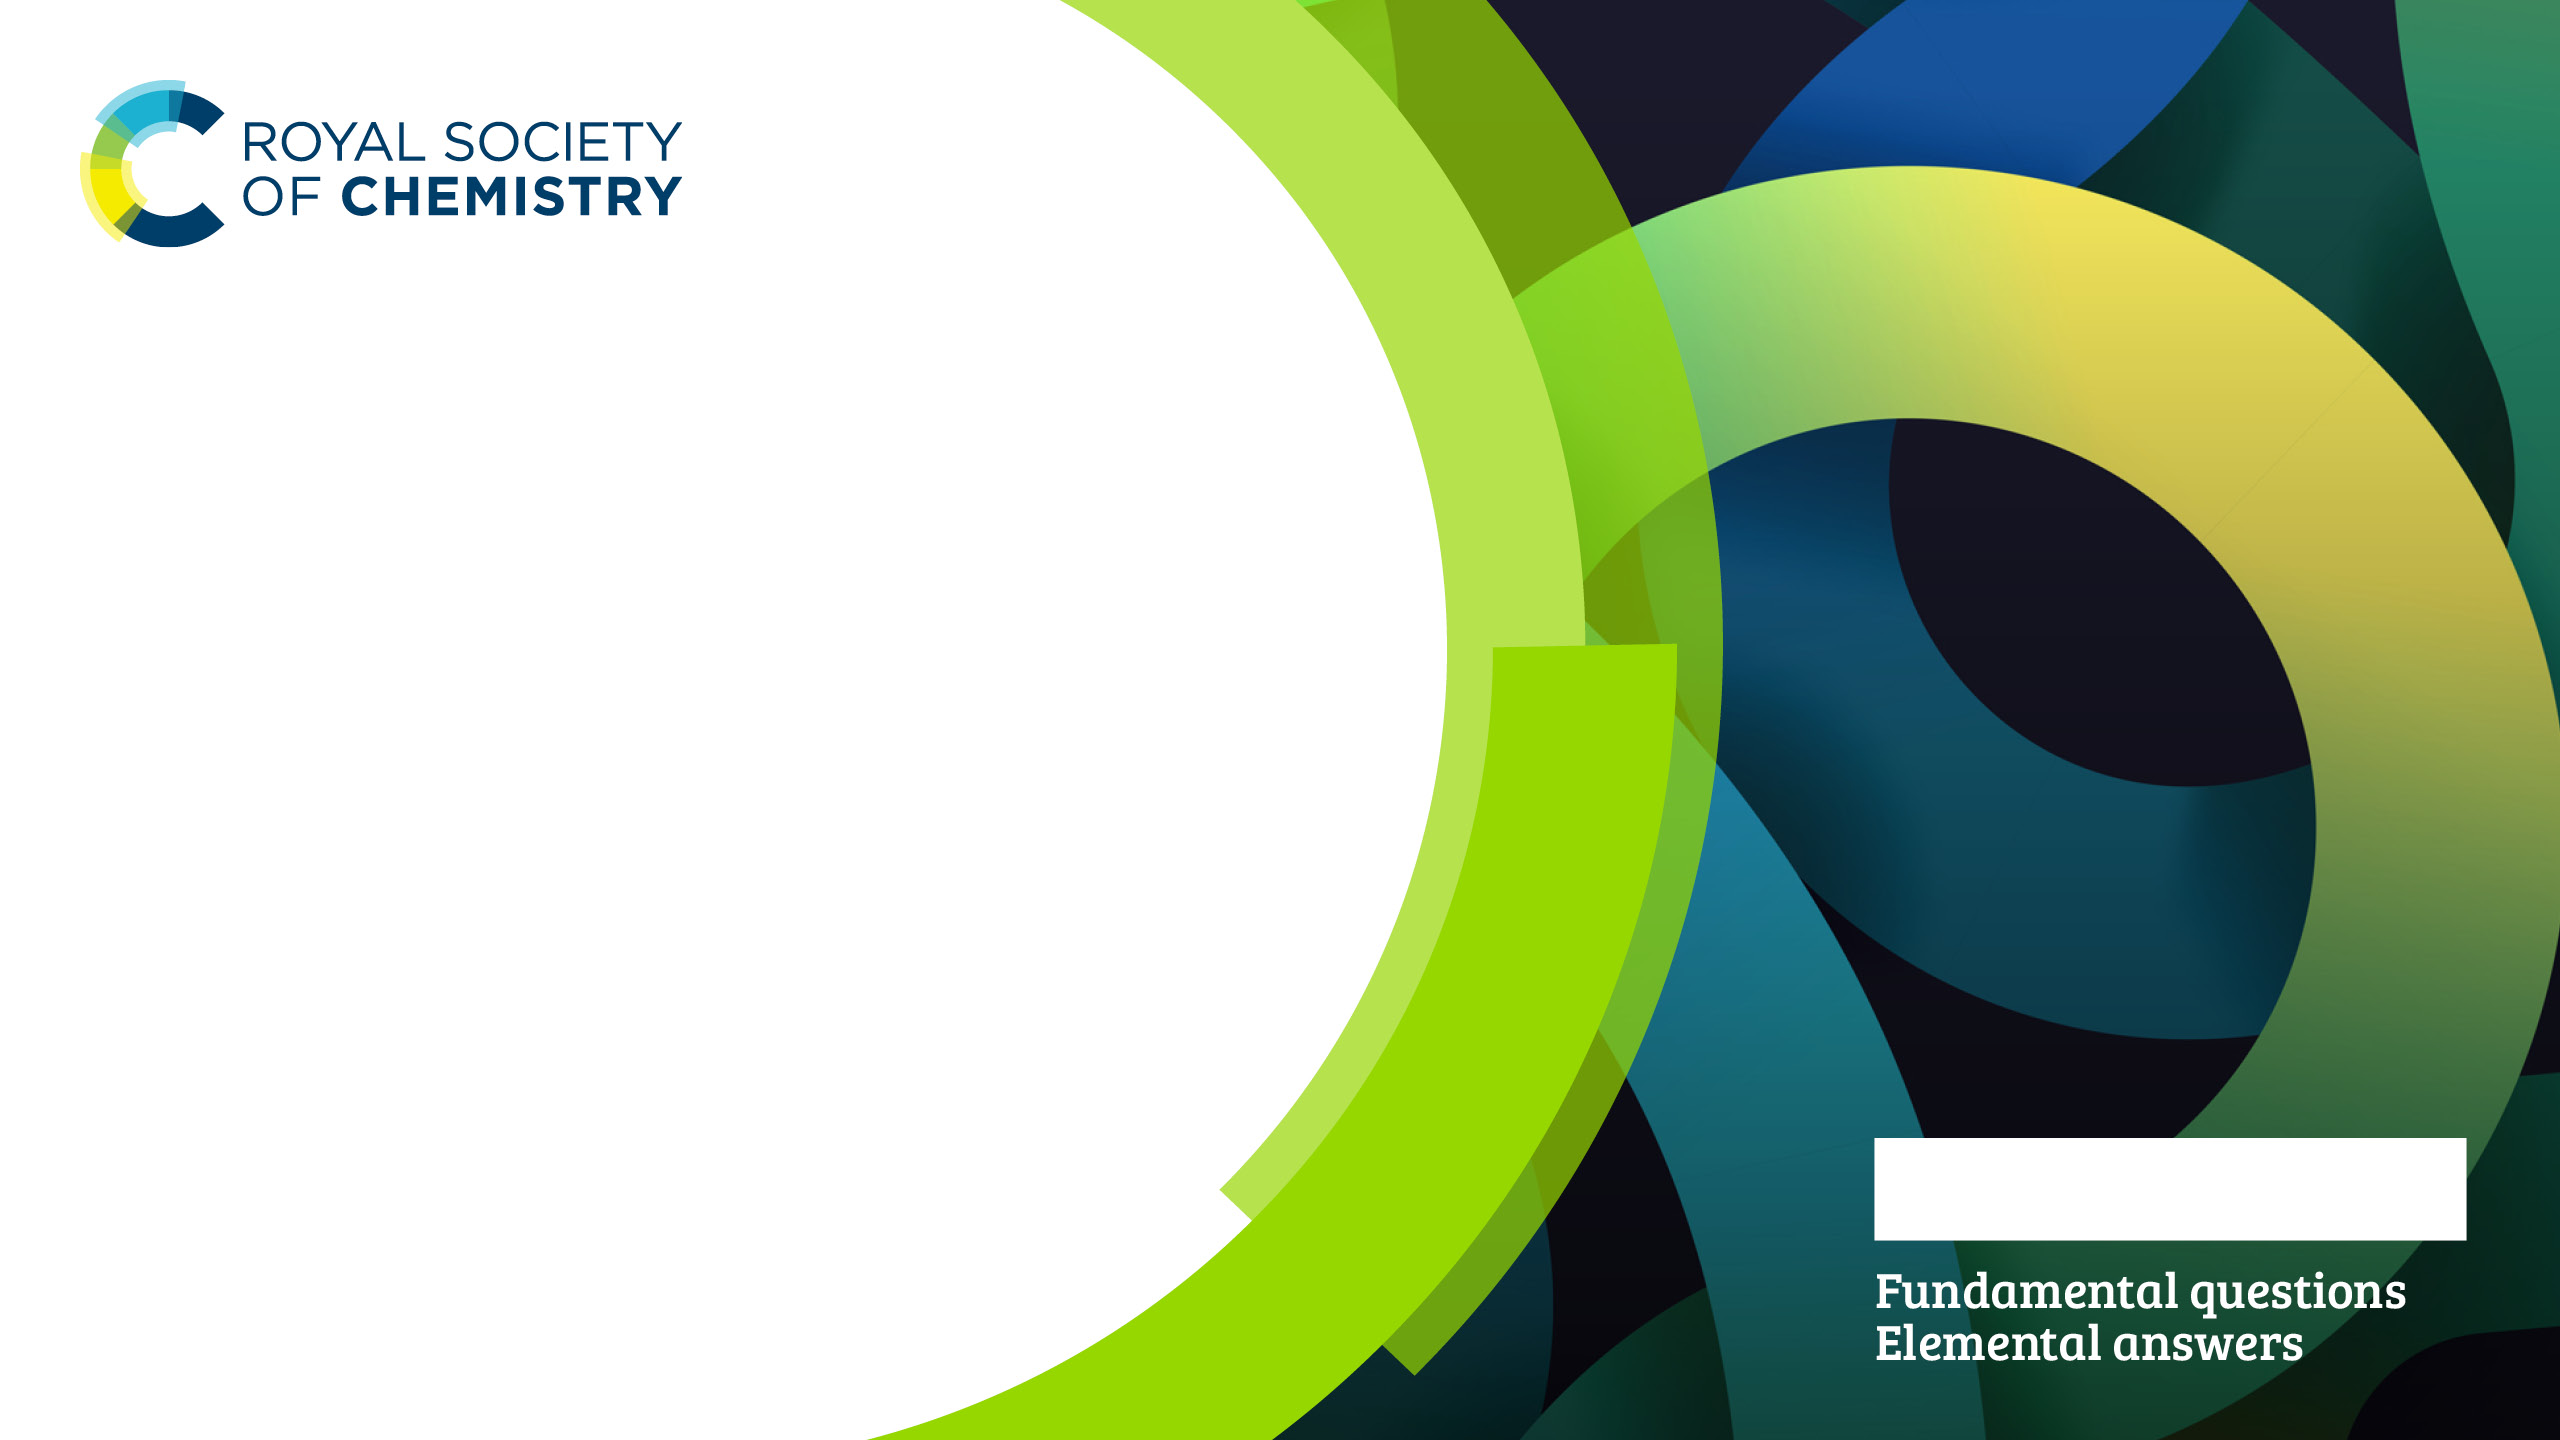 ROYAL SOCIETY
OF CHEMISTRY
Fundamental questions
Elemental answers